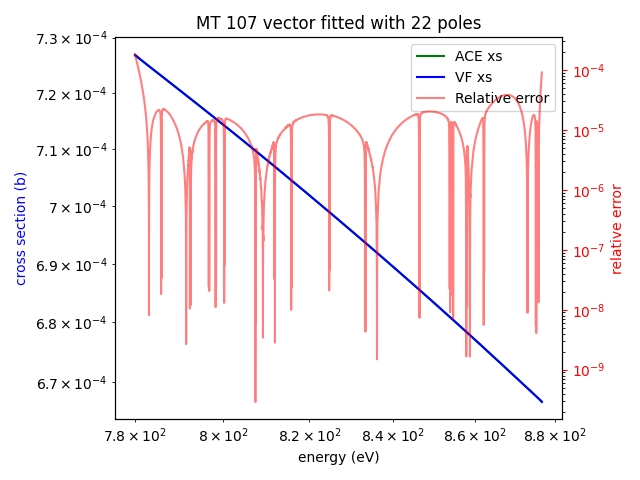 MT 107 vector fitted with 22 poles
7.3 × 10⁻⁴
7.2 × 10⁻⁴
7.1 × 10⁻⁴
7 × 10⁻⁴
6.9 × 10⁻⁴
6.8 × 10⁻⁴
6.7 × 10⁻⁴
cross section (b)
ACE xs
VF xs
Relative error
10⁻⁴
10⁻⁵
10⁻⁶
10⁻⁷
10⁻⁸
10⁻⁹
relative error
7.8 × 10² 8 × 10² 8.2 × 10² 8.4 × 10² 8.6 × 10² 8.8 × 10²
energy (eV)